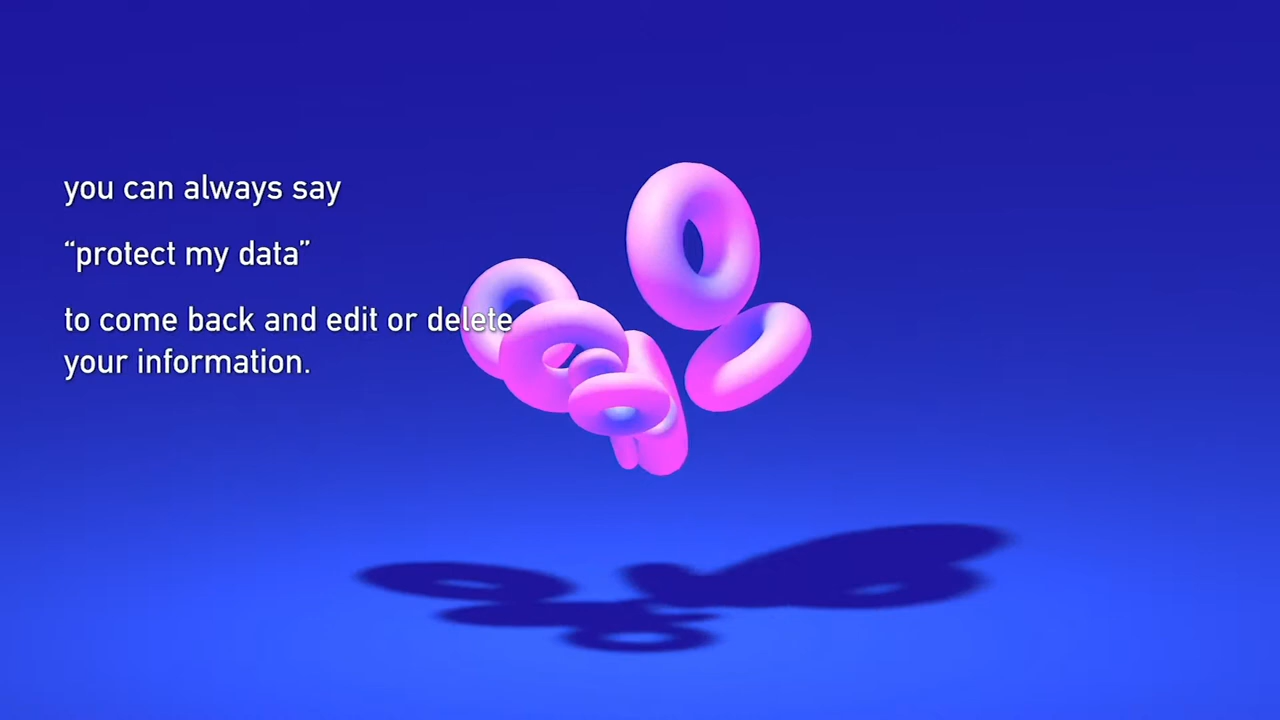 you can always say
“protect my data”
to come back and edit or delete
your information.